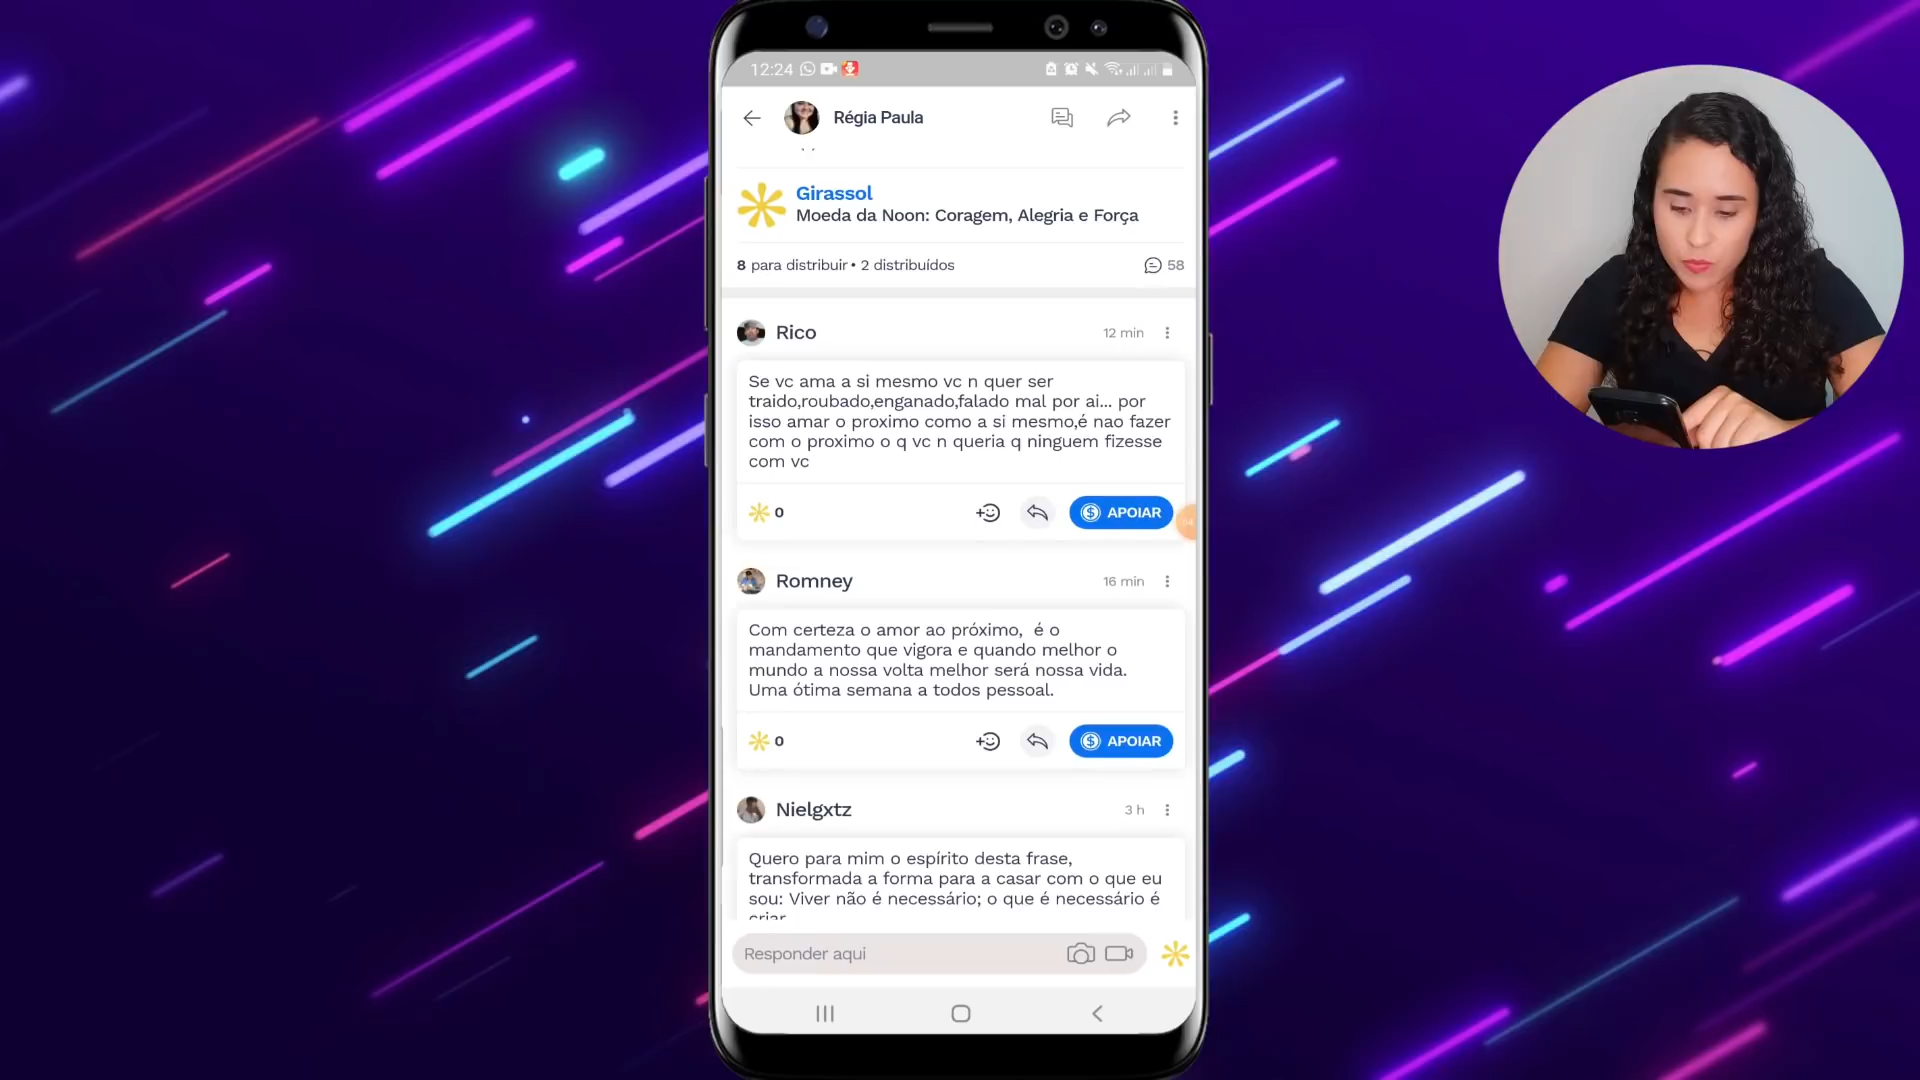 12:24
Régia Paula
Girassol
Moeda da Noon: Coragem, Alegria e Força
8 para distribuir • 2 distribuídos
58
Rico
12 min
Se vc ama a si mesmo vc n quer ser
traido,roubado,enganado,falado mal por ai... por
isso amar o proximo como a si mesmo,é nao fazer
com o proximo o q vc n queria q ninguem fizesse
com vc
0
APOIAR
Romney
16 min
Com certeza o amor ao próximo,  é o
mandamento que vigora e quando melhor o
mundo a nossa volta melhor será nossa vida.
Uma ótima semana a todos pessoal.
0
APOIAR
Nielgxtz
3 h
Quero para mim o espírito desta frase,
transformada a forma para a casar com o que eu
sou: Viver não é necessário; o que é necessário é
criar
Responder aqui